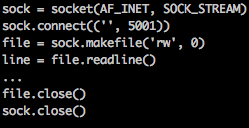 sock = socket(AF_INET, SOCK_STREAM)
sock.connect(('', 5001))
file = sock.makefile('rw', 0)
line = file.readline()
...
file.close()
sock.close()